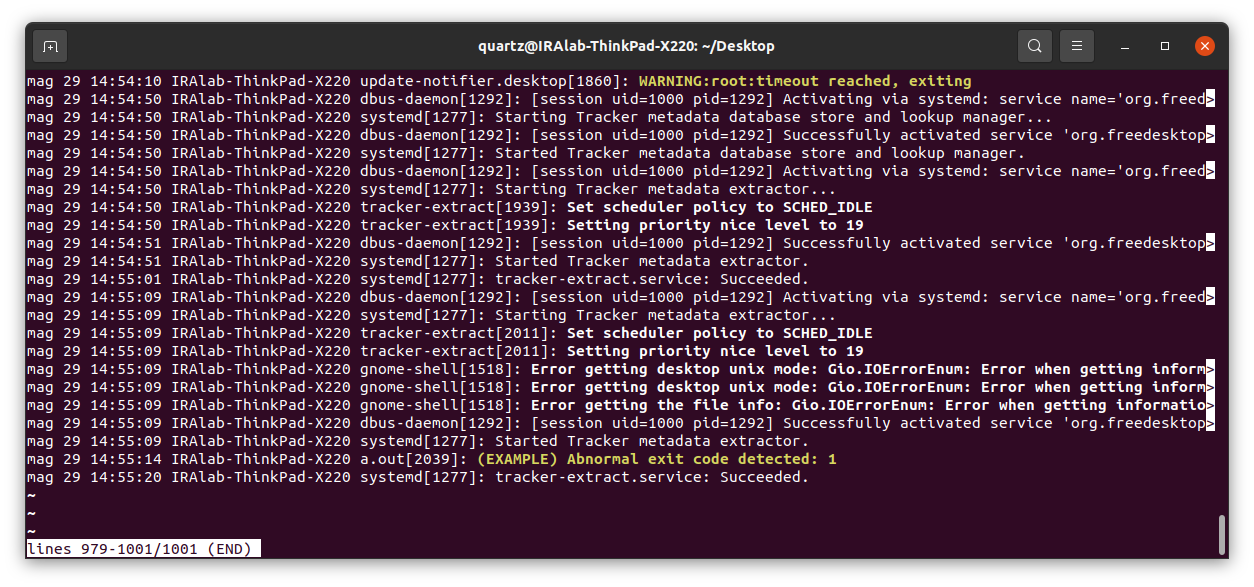 quartz@IRAlab-ThinkPad-X220: ~/Desktop
mag 29 14:54:10 IRAlab-ThinkPad-X220 update-notifier.desktop[1860]: WARNING:root:timeout reached, exiting
mag 29 14:54:50 IRAlab-ThinkPad-X220 dbus-daemon[1292]: [session uid=1000 pid=1292] Activating via systemd: service name='org.freed>
mag 29 14:54:50 IRAlab-ThinkPad-X220 systemd[1277]: Starting Tracker metadata database store and lookup manager...
mag 29 14:54:50 IRAlab-ThinkPad-X220 dbus-daemon[1292]: [session uid=1000 pid=1292] Successfully activated service 'org.freedesktop>
mag 29 14:54:50 IRAlab-ThinkPad-X220 systemd[1277]: Started Tracker metadata database store and lookup manager.
mag 29 14:54:50 IRAlab-ThinkPad-X220 dbus-daemon[1292]: [session uid=1000 pid=1292] Activating via systemd: service name='org.freed>
mag 29 14:54:50 IRAlab-ThinkPad-X220 systemd[1277]: Starting Tracker metadata extractor...
mag 29 14:54:50 IRAlab-ThinkPad-X220 tracker-extract[1939]: Set scheduler policy to SCHED_IDLE
mag 29 14:54:50 IRAlab-ThinkPad-X220 tracker-extract[1939]: Setting priority nice level to 19
mag 29 14:54:51 IRAlab-ThinkPad-X220 dbus-daemon[1292]: [session uid=1000 pid=1292] Successfully activated service 'org.freedesktop>
mag 29 14:54:51 IRAlab-ThinkPad-X220 systemd[1277]: Started Tracker metadata extractor.
mag 29 14:55:01 IRAlab-ThinkPad-X220 systemd[1277]: tracker-extract.service: Succeeded.
mag 29 14:55:09 IRAlab-ThinkPad-X220 dbus-daemon[1292]: [session uid=1000 pid=1292] Activating via systemd: service name='org.freed>
mag 29 14:55:09 IRAlab-ThinkPad-X220 systemd[1277]: Starting Tracker metadata extractor...
mag 29 14:55:09 IRAlab-ThinkPad-X220 tracker-extract[2011]: Set scheduler policy to SCHED_IDLE
mag 29 14:55:09 IRAlab-ThinkPad-X220 tracker-extract[2011]: Setting priority nice level to 19
mag 29 14:55:09 IRAlab-ThinkPad-X220 gnome-shell[1518]: Error getting desktop unix mode: Gio.IOErrorEnum: Error when getting inform>
mag 29 14:55:09 IRAlab-ThinkPad-X220 gnome-shell[1518]: Error getting desktop unix mode: Gio.IOErrorEnum: Error when getting inform>
mag 29 14:55:09 IRAlab-ThinkPad-X220 gnome-shell[1518]: Error getting the file info: Gio.IOErrorEnum: Error when getting informatio>
mag 29 14:55:09 IRAlab-ThinkPad-X220 dbus-daemon[1292]: [session uid=1000 pid=1292] Successfully activated service 'org.freedesktop>
mag 29 14:55:09 IRAlab-ThinkPad-X220 systemd[1277]: Started Tracker metadata extractor.
mag 29 14:55:14 IRAlab-ThinkPad-X220 a.out[2039]: (EXAMPLE) Abnormal exit code detected: 1
mag 29 14:55:20 IRAlab-ThinkPad-X220 systemd[1277]: tracker-extract.service: Succeeded.
~
~
~
lines 979-1001/1001 (END)